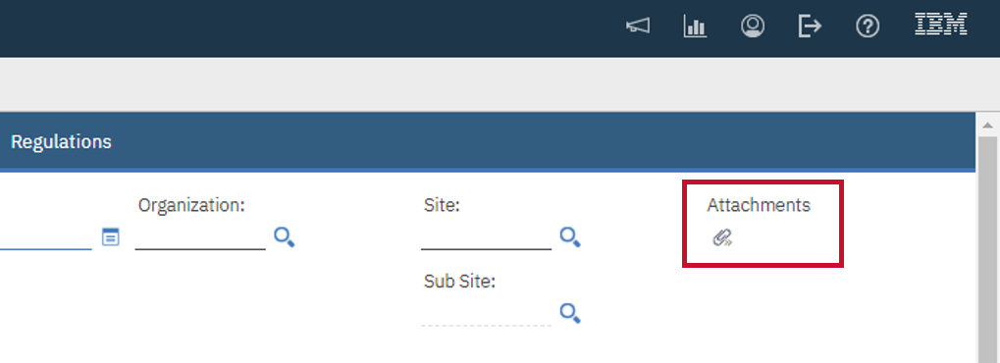 IBM
Regulations
Organization: Site: Attachments
Sub Site: